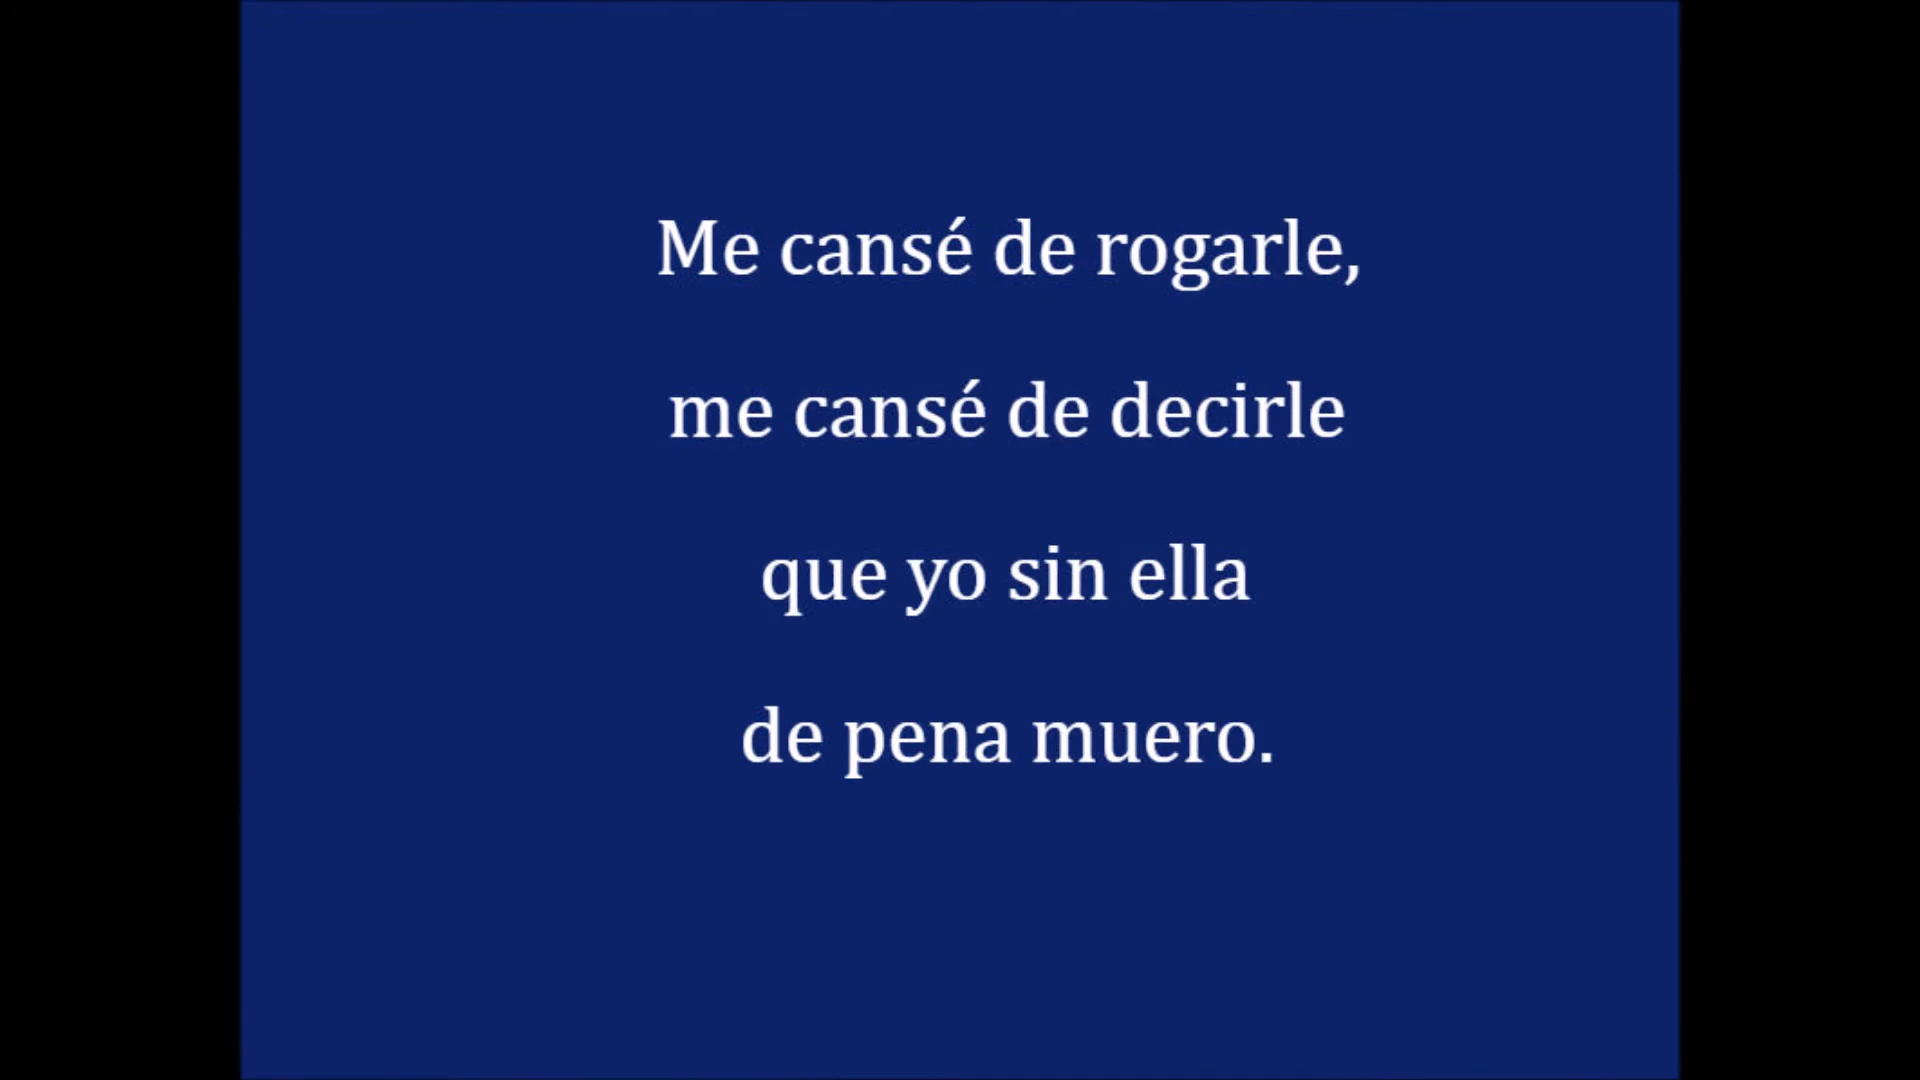 Me cansé de rogarle,
me cansé de decirle
que yo sin ella
de pena muero.